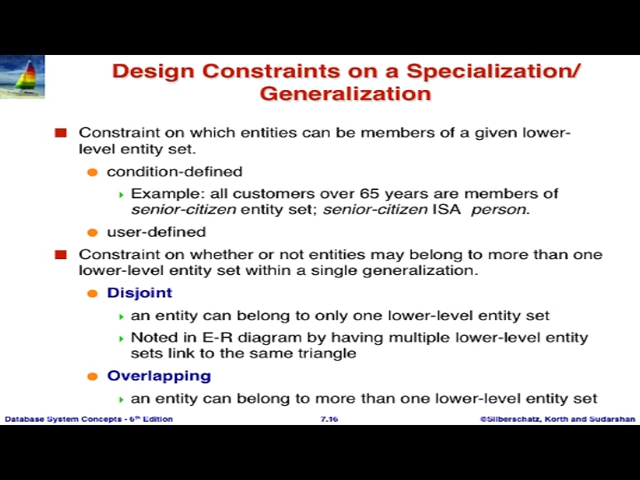 Design Constraints on a Specialization/
Generalization
Constraint on which entities can be members of a given lower-
level entity set.
condition-defined
Example: all customers over 65 years are members of
senior-citizen entity set; senior-citizen ISA person.
user-defined
Constraint on whether or not entities may belong to more than one
lower-level entity set within a single generalization.
Disjoint
an entity can belong to only one lower-level entity set
Noted in E-R diagram by having multiple lower-level entity
sets link to the same triangle
Overlapping
an entity can belong to more than one lower-level entity set
Database System Concepts - 6th Edition 7.16 ©Silberschatz, Korth and Sudarshan